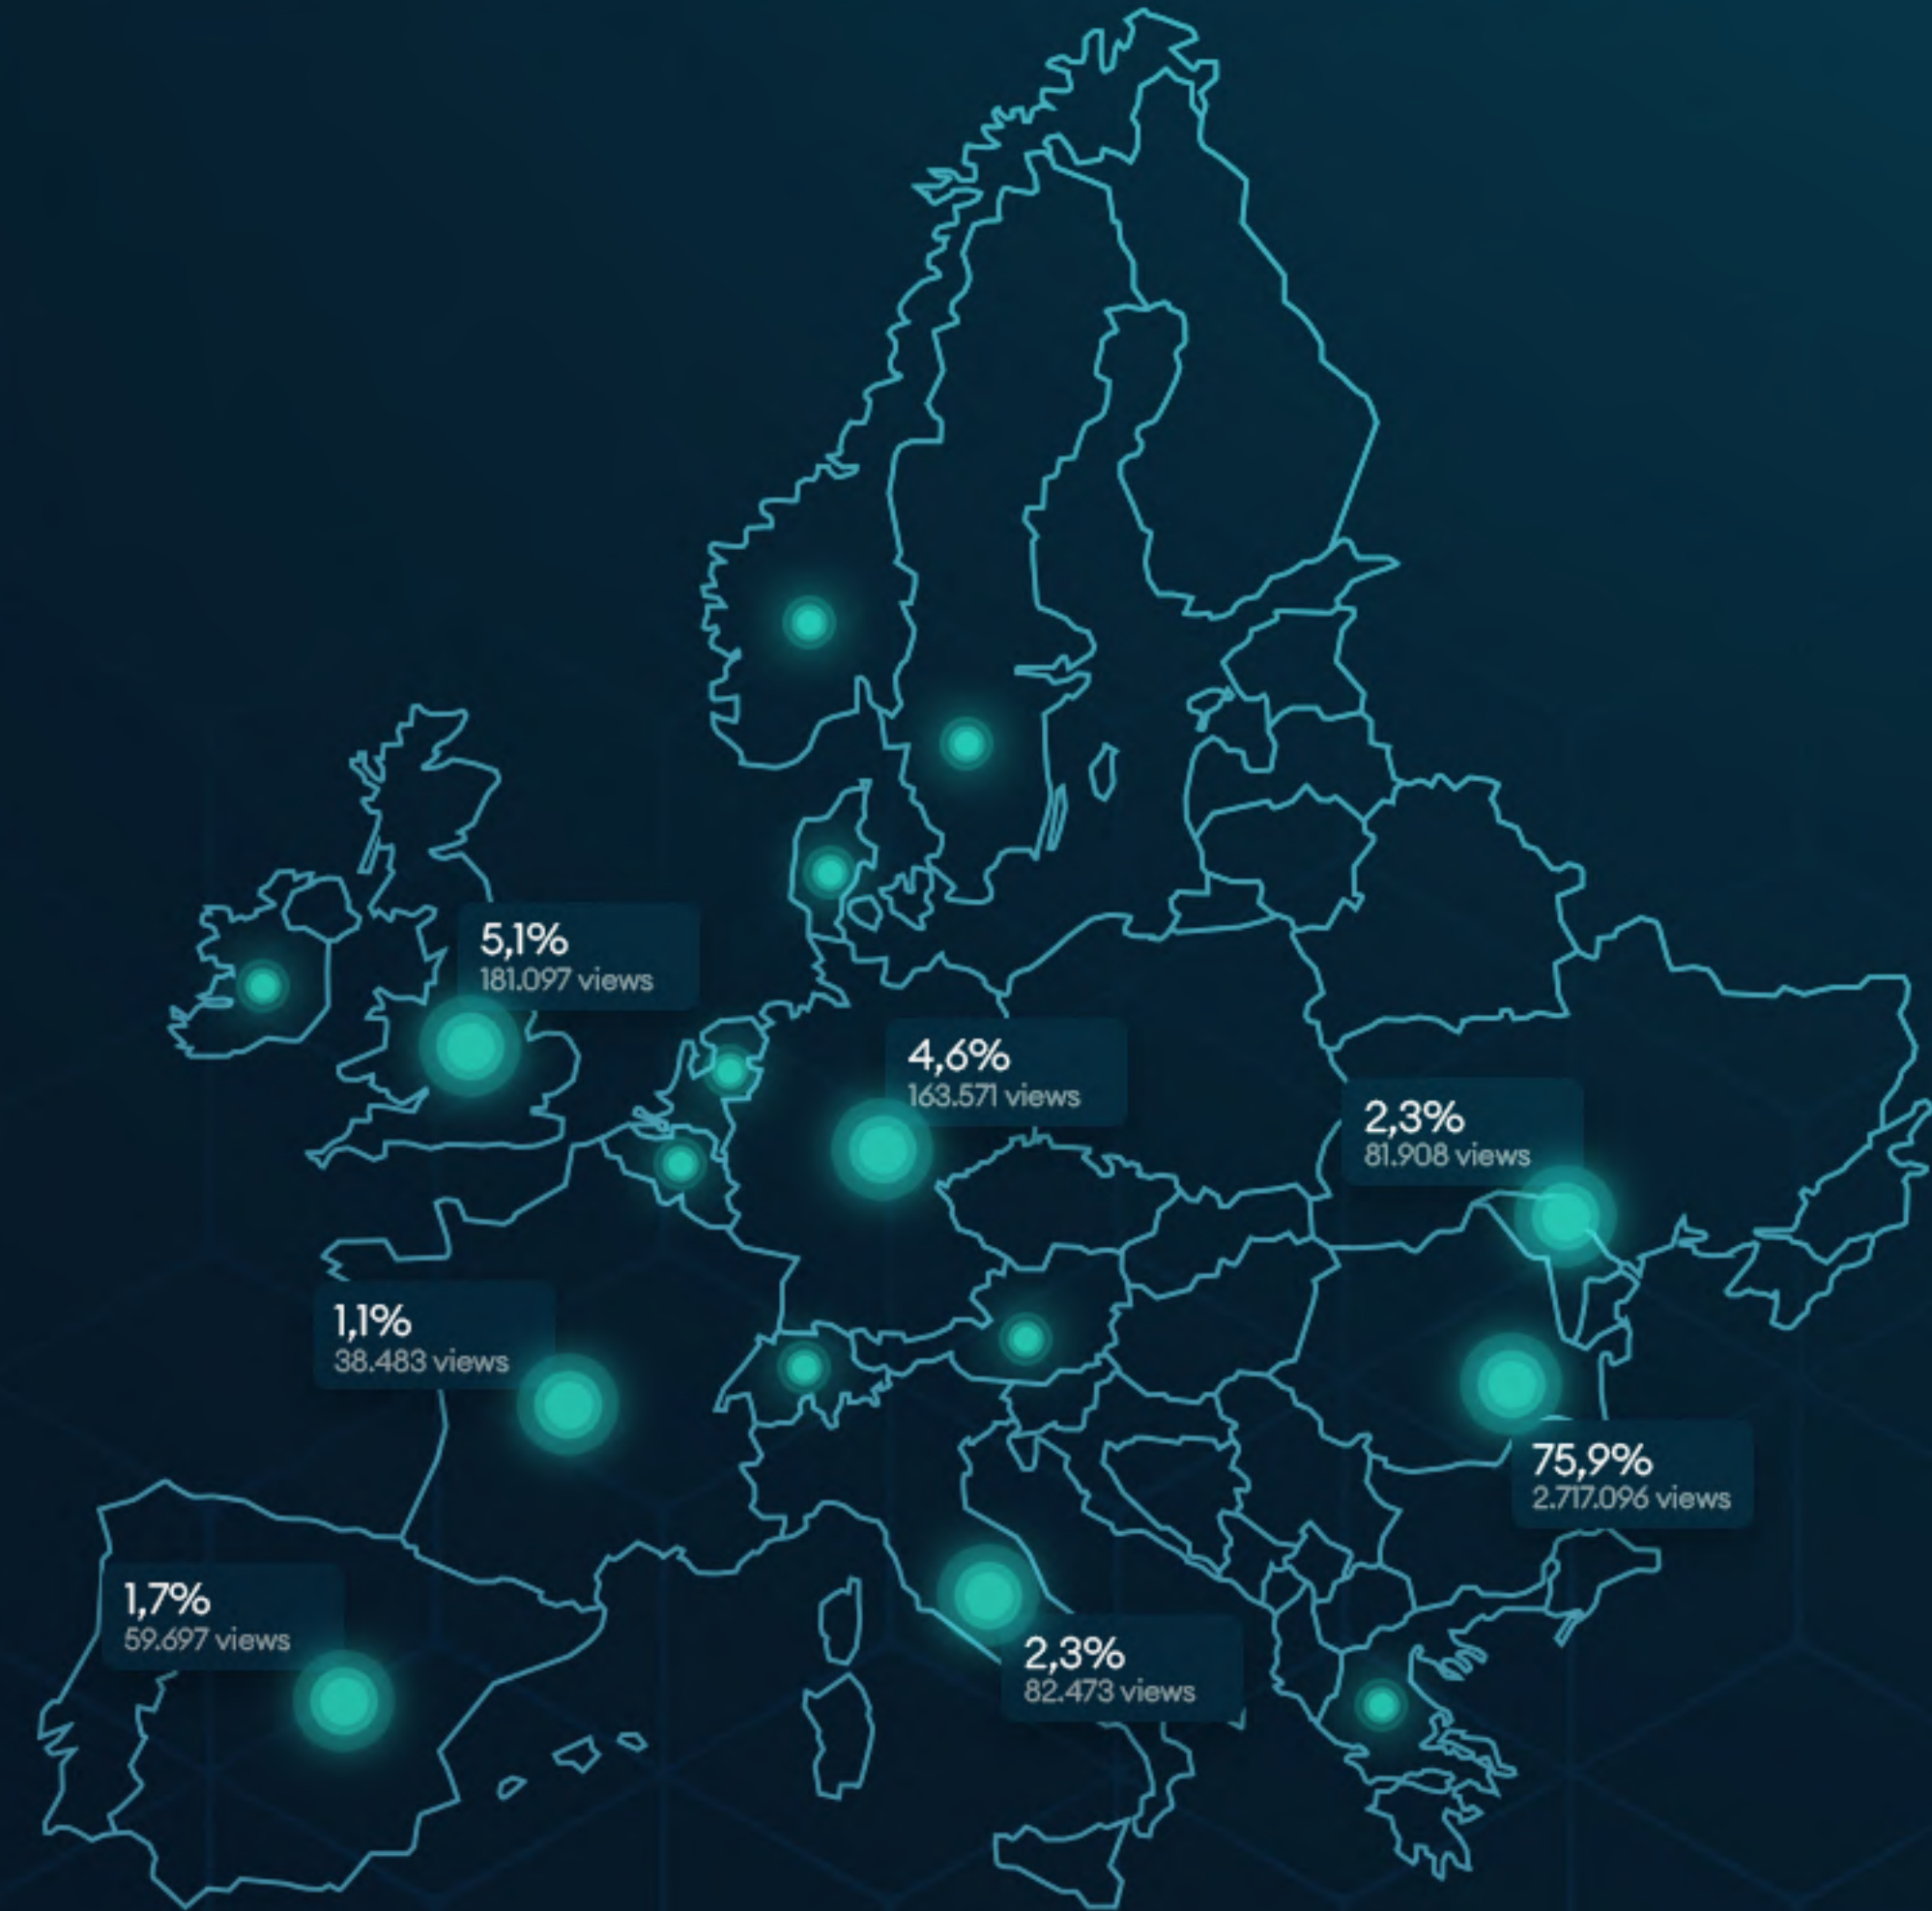 5,1%
181.097 views
4,6%
163.571 views
2,3%
81.908 views
1,1%
38.483 views
75,9%
2.717.096 views
1,7%
59.697 views
2,3%
82.473 views